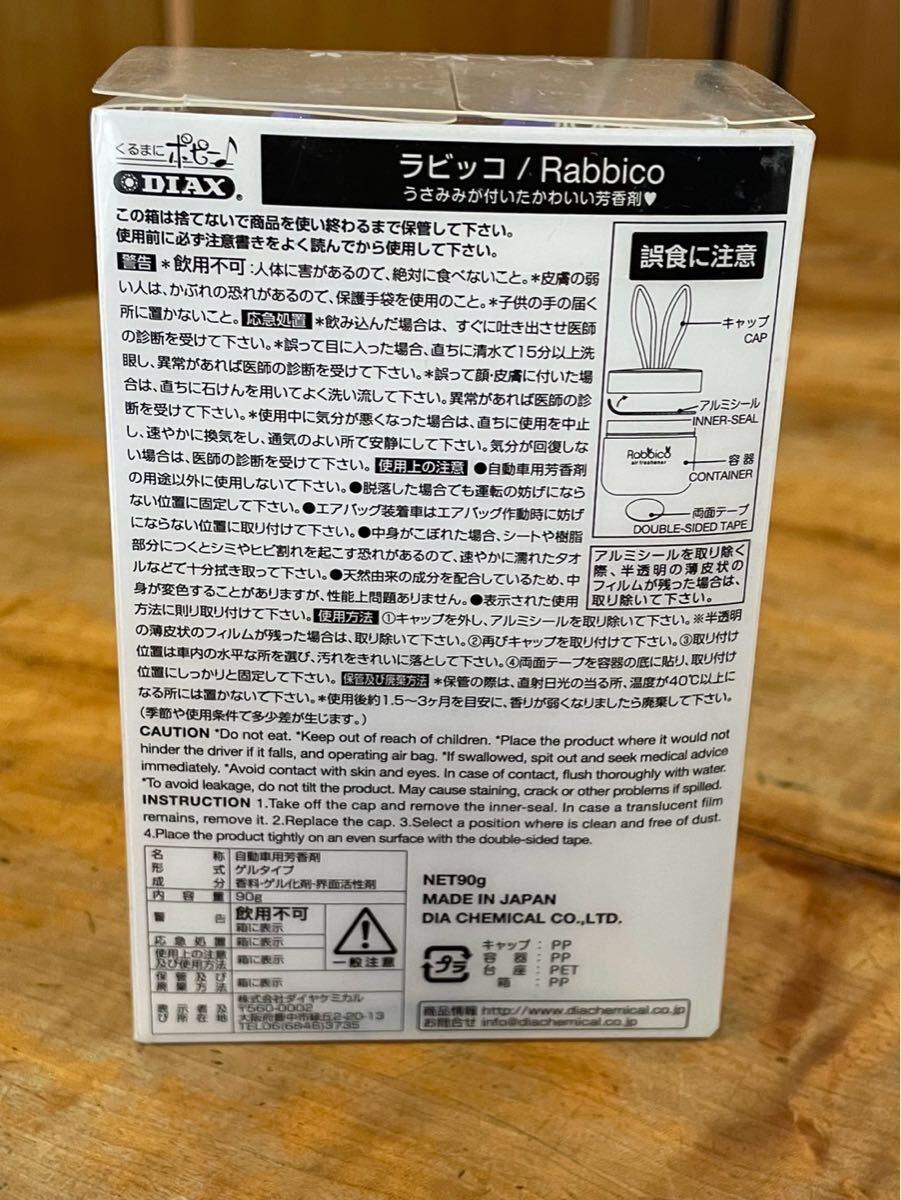 くるまにポピー♪
DIAX®
ラビッコ / Rabbico
うさみみが付いたかわいい芳香剤♥
この箱は捨てないで商品を使い終わるまで保管して下さい。
使用前に必ず注意書きをよく読んでから使用して下さい。
警告 *飲用不可:人体に害があるので、絶対に食べないこと。*皮膚の弱
い人は、かぶれの恐れがあるので、保護手袋を使用のこと。*子供の手の届く
所に置かないこと。応急処置 *飲み込んだ場合は、すぐに吐き出させ医師
の診断を受けて下さい。*誤って目に入った場合、直ちに清水で15分以上洗
眼し、異常があれば医師の診断を受けて下さい。*誤って顔・皮膚に付いた場
合は、直ちに石けんを用いてよく洗い流して下さい。異常があれば医師の診
断を受けて下さい。*使用中に気分が悪くなった場合は、直ちに使用を中止
し、速やかに換気をし、通気のよい所で安静にして下さい。気分が回復しな
い場合は、医師の診断を受けて下さい。使用上の注意 ●自動車用芳香剤
の用途以外に使用しないで下さい。●脱落した場合でも運転の妨げになら
ない位置に固定して下さい。●エアバッグ装着車はエアバッグ作動時に妨げ
にならない位置に取り付けて下さい。●中身がこぼれた場合、シートや樹脂
部分につくとシミやヒビ割れを起こす恐れがあるので、速やかに濡れたタオ
ルなどで十分拭き取って下さい。●天然由来の成分を配合しているため、中
身が変色することがありますが、性能上問題ありません。●表示された使用
方法に則り取り付けて下さい。使用方法 ①キャップを外し、アルミシールを取り除いて下さい。※半透明
の薄皮状のフィルムが残った場合は、取り除いて下さい。②再びキャップを取り付けて下さい。③取り付け
位置は車内の水平な所を選び、汚れをきれいに落として下さい。④両面テープを容器の底に貼り、取り付け
位置にしっかりと固定して下さい。保管及び廃棄方法 *保管の際は、直射日光の当る所、温度が40℃以上に
なる所には置かないで下さい。*使用後約1.5〜3ヶ月を目安に、香りが弱くなりましたら廃棄して下さい。
(季節や使用条件で多少差が生じます。)
誤食に注意
キャップ
CAP
アルミシール
INNER-SEAL
Rabbico
air freshener
容器
CONTAINER
両面テープ
DOUBLE-SIDED TAPE
アルミシールを取り除く
際、半透明の薄皮状の
フィルムが残った場合は、
取り除いて下さい。
CAUTION *Do not eat. *Keep out of reach of children. *Place the product where it would not
hinder the driver if it falls, and operating air bag. *If swallowed, spit out and seek medical advice
immediately. *Avoid contact with skin and eyes. In case of contact, flush thoroughly with water.
*To avoid leakage, do not tilt the product. May cause staining, crack or other problems if spilled.
INSTRUCTION 1.Take off the cap and remove the inner-seal. In case a translucent film
remains, remove it. 2.Replace the cap. 3.Select a position where is clean and free of dust.
4.Place the product tightly on an even surface with the double-sided tape.
名称 自動車用芳香剤
形式 ゲルタイプ
成分 香料・ゲル化剤・界面活性剤
内容量 90g
警告 飲用不可
箱に表示
応急処置 箱に表示
使用上の注意
及び使用方法 箱に表示
保管及び
廃棄方法 箱に表示
一般注意
表示者及
び所在地
株式会社ダイヤケミカル
〒560-0002
大阪府豊中市緑丘2-20-13
TEL06(6846)3735
NET90g
MADE IN JAPAN
DIA CHEMICAL CO.,LTD.
プラ
キャップ:PP
容器:PP
台座:PET
箱:PP
商品情報 http://www.diachemical.co.jp
お問合せ info@diachemical.co.jp